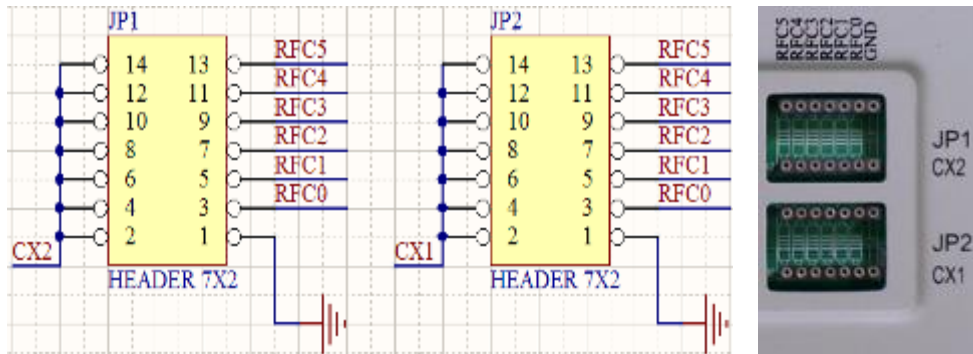 JP1
14 13 RFC5
12 11 RFC4
10 9 RFC3
8 7 RFC2
6 5 RFC1
4 3 RFC0
2 1
CX2
HEADER 7X2
JP2
14 13 RFC5
12 11 RFC4
10 9 RFC3
8 7 RFC2
6 5 RFC1
4 3 RFC0
2 1
CX1
HEADER 7X2
RFC5
RFC4
RFC3
RFC2
RFC1
RFC0
GND
JP1
CX2
JP2
CX1